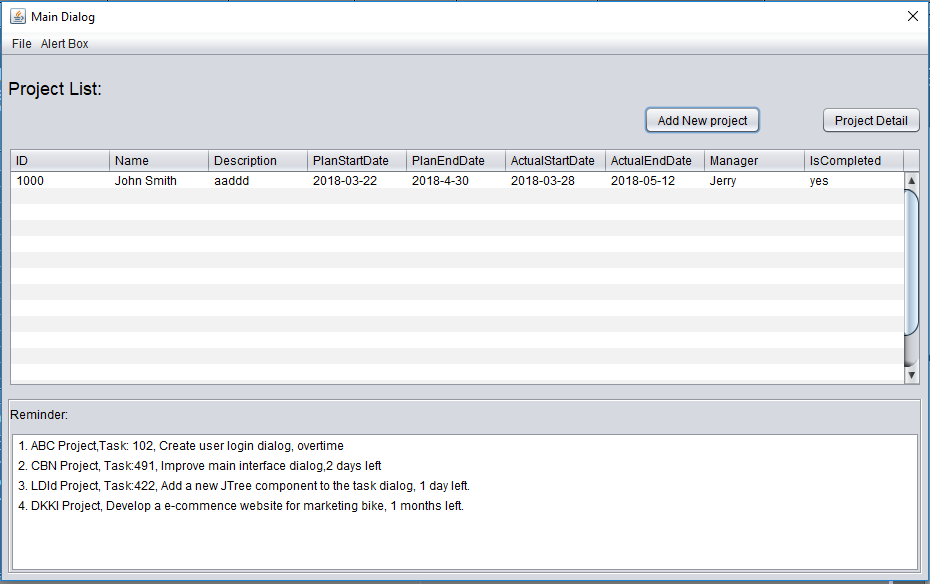 Main Dialog
File Alert Box
Project List:
Add New project Project Detail
ID Name Description PlanStartDate PlanEndDate ActualStartDate ActualEndDate Manager IsCompleted
1000 John Smith aaddd 2018-03-22 2018-4-30 2018-03-28 2018-05-12 Jerry yes
Reminder:
1. ABC Project,Task: 102, Create user login dialog, overtime
2. CBN Project, Task:491, Improve main interface dialog,2 days left
3. LDId Project, Task:422, Add a new JTree component to the task dialog, 1 day left.
4. DKKI Project, Develop a e-commence website for marketing bike, 1 months left.